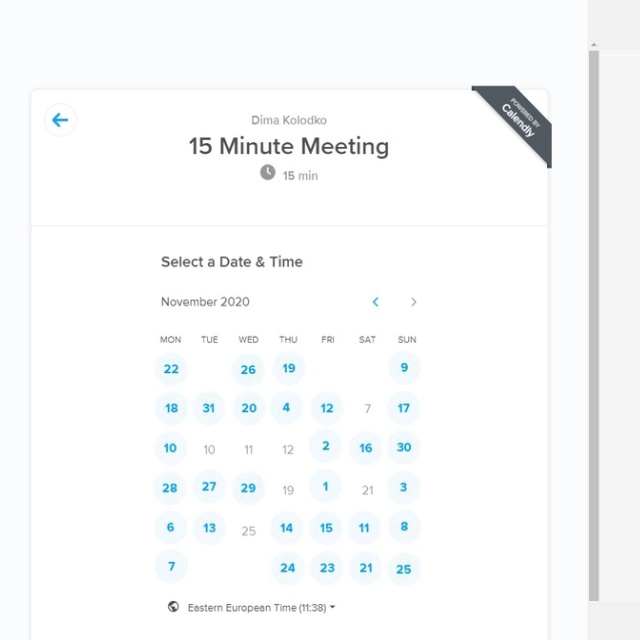 POWERED BY
Calendly
Dima Kolodko
15 Minute Meeting
15 min
Select a Date & Time
November 2020
MON TUE WED THU FRI SAT SUN
22 26 19 9
18 31 20 4 12 7 17
10 10 11 12 2 16 30
28 27 29 19 1 21 3
6 13 25 14 15 11 8
7 24 23 21 25
Eastern European Time (11:38)